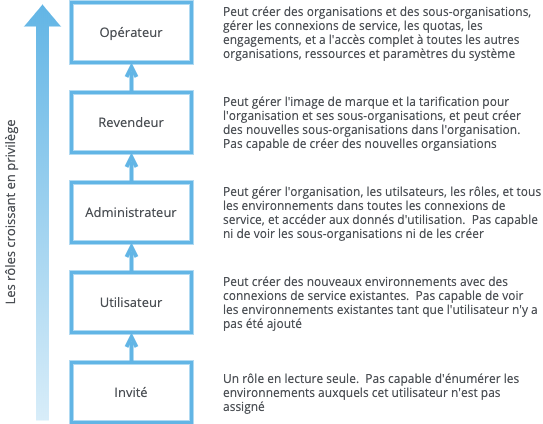 Les rôles croissant en privilège
Opérateur
Peut créer des organisations et des sous-organisations,
gérer les connexions de service, les quotas, les
engagements, et a l'accès complet à toutes les autres
organisations, ressources et paramètres du système
Revendeur
Peut gérer l'image de marque et la tarification pour
l'organisation et ses sous-organisations, et peut créer
des nouvelles sous-organisations dans l'organisation.
Pas capable de créer des nouvelles organsiations
Administrateur
Peut gérer l'organisation, les utilsateurs, les rôles, et tous
les environnements dans toutes les connexions de
service, et accéder aux donnés d'utilisation.  Pas capable
ni de voir les sous-organisations ni de les créer
Utilisateur
Peut créer des nouveaux environnements avec des
connexions de service existantes.  Pas capable de voir
les environnements existantes tant que l'utilisateur n'y a
pas été ajouté
Invité
Un rôle en lecture seule.  Pas capable d'énumérer les
environnements auxquels cet utilisateur n'est pas
assigné